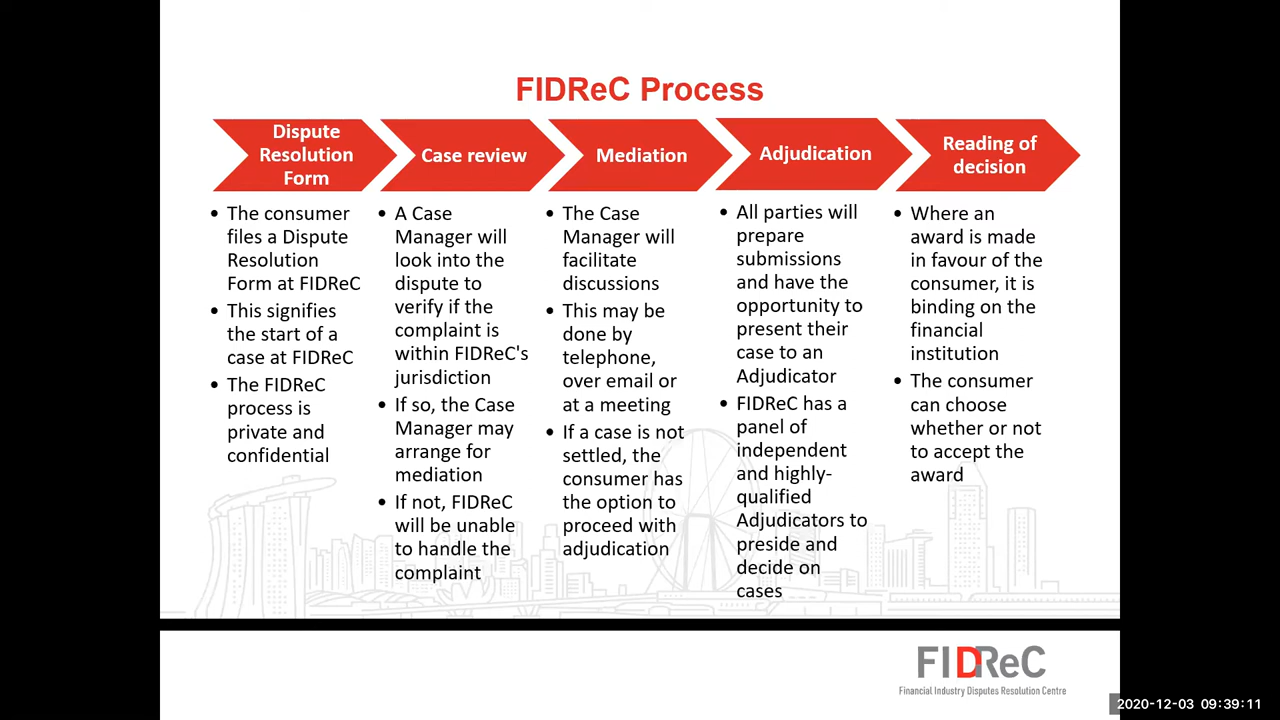 FIDReC Process
Dispute
Resolution
Form
Case review
Mediation
Adjudication
Reading of
decision
• The consumer
files a Dispute
Resolution
Form at FIDReC
• This signifies
the start of a
case at FIDReC
• The FIDReC
process is
private and
confidential
• A Case
Manager will
look into the
dispute to
verify if the
complaint is
within FIDReC's
jurisdiction
• If so, the Case
Manager may
arrange for
mediation
• If not, FIDReC
will be unable
to handle the
complaint
• The Case
Manager will
facilitate
discussions
• This may be
done by
telephone,
over email or
at a meeting
• If a case is not
settled, the
consumer has
the option to
proceed with
adjudication
• All parties will
prepare
submissions
and have the
opportunity to
present their
case to an
Adjudicator
• FIDReC has a
panel of
independent
and highly-
qualified
Adjudicators to
preside and
decide on
cases
• Where an
award is made
in favour of the
consumer, it is
binding on the
financial
institution
• The consumer
can choose
whether or not
to accept the
award
FIDReC
Financial Industry Disputes Resolution Centre
2020-12-03 09:39:11